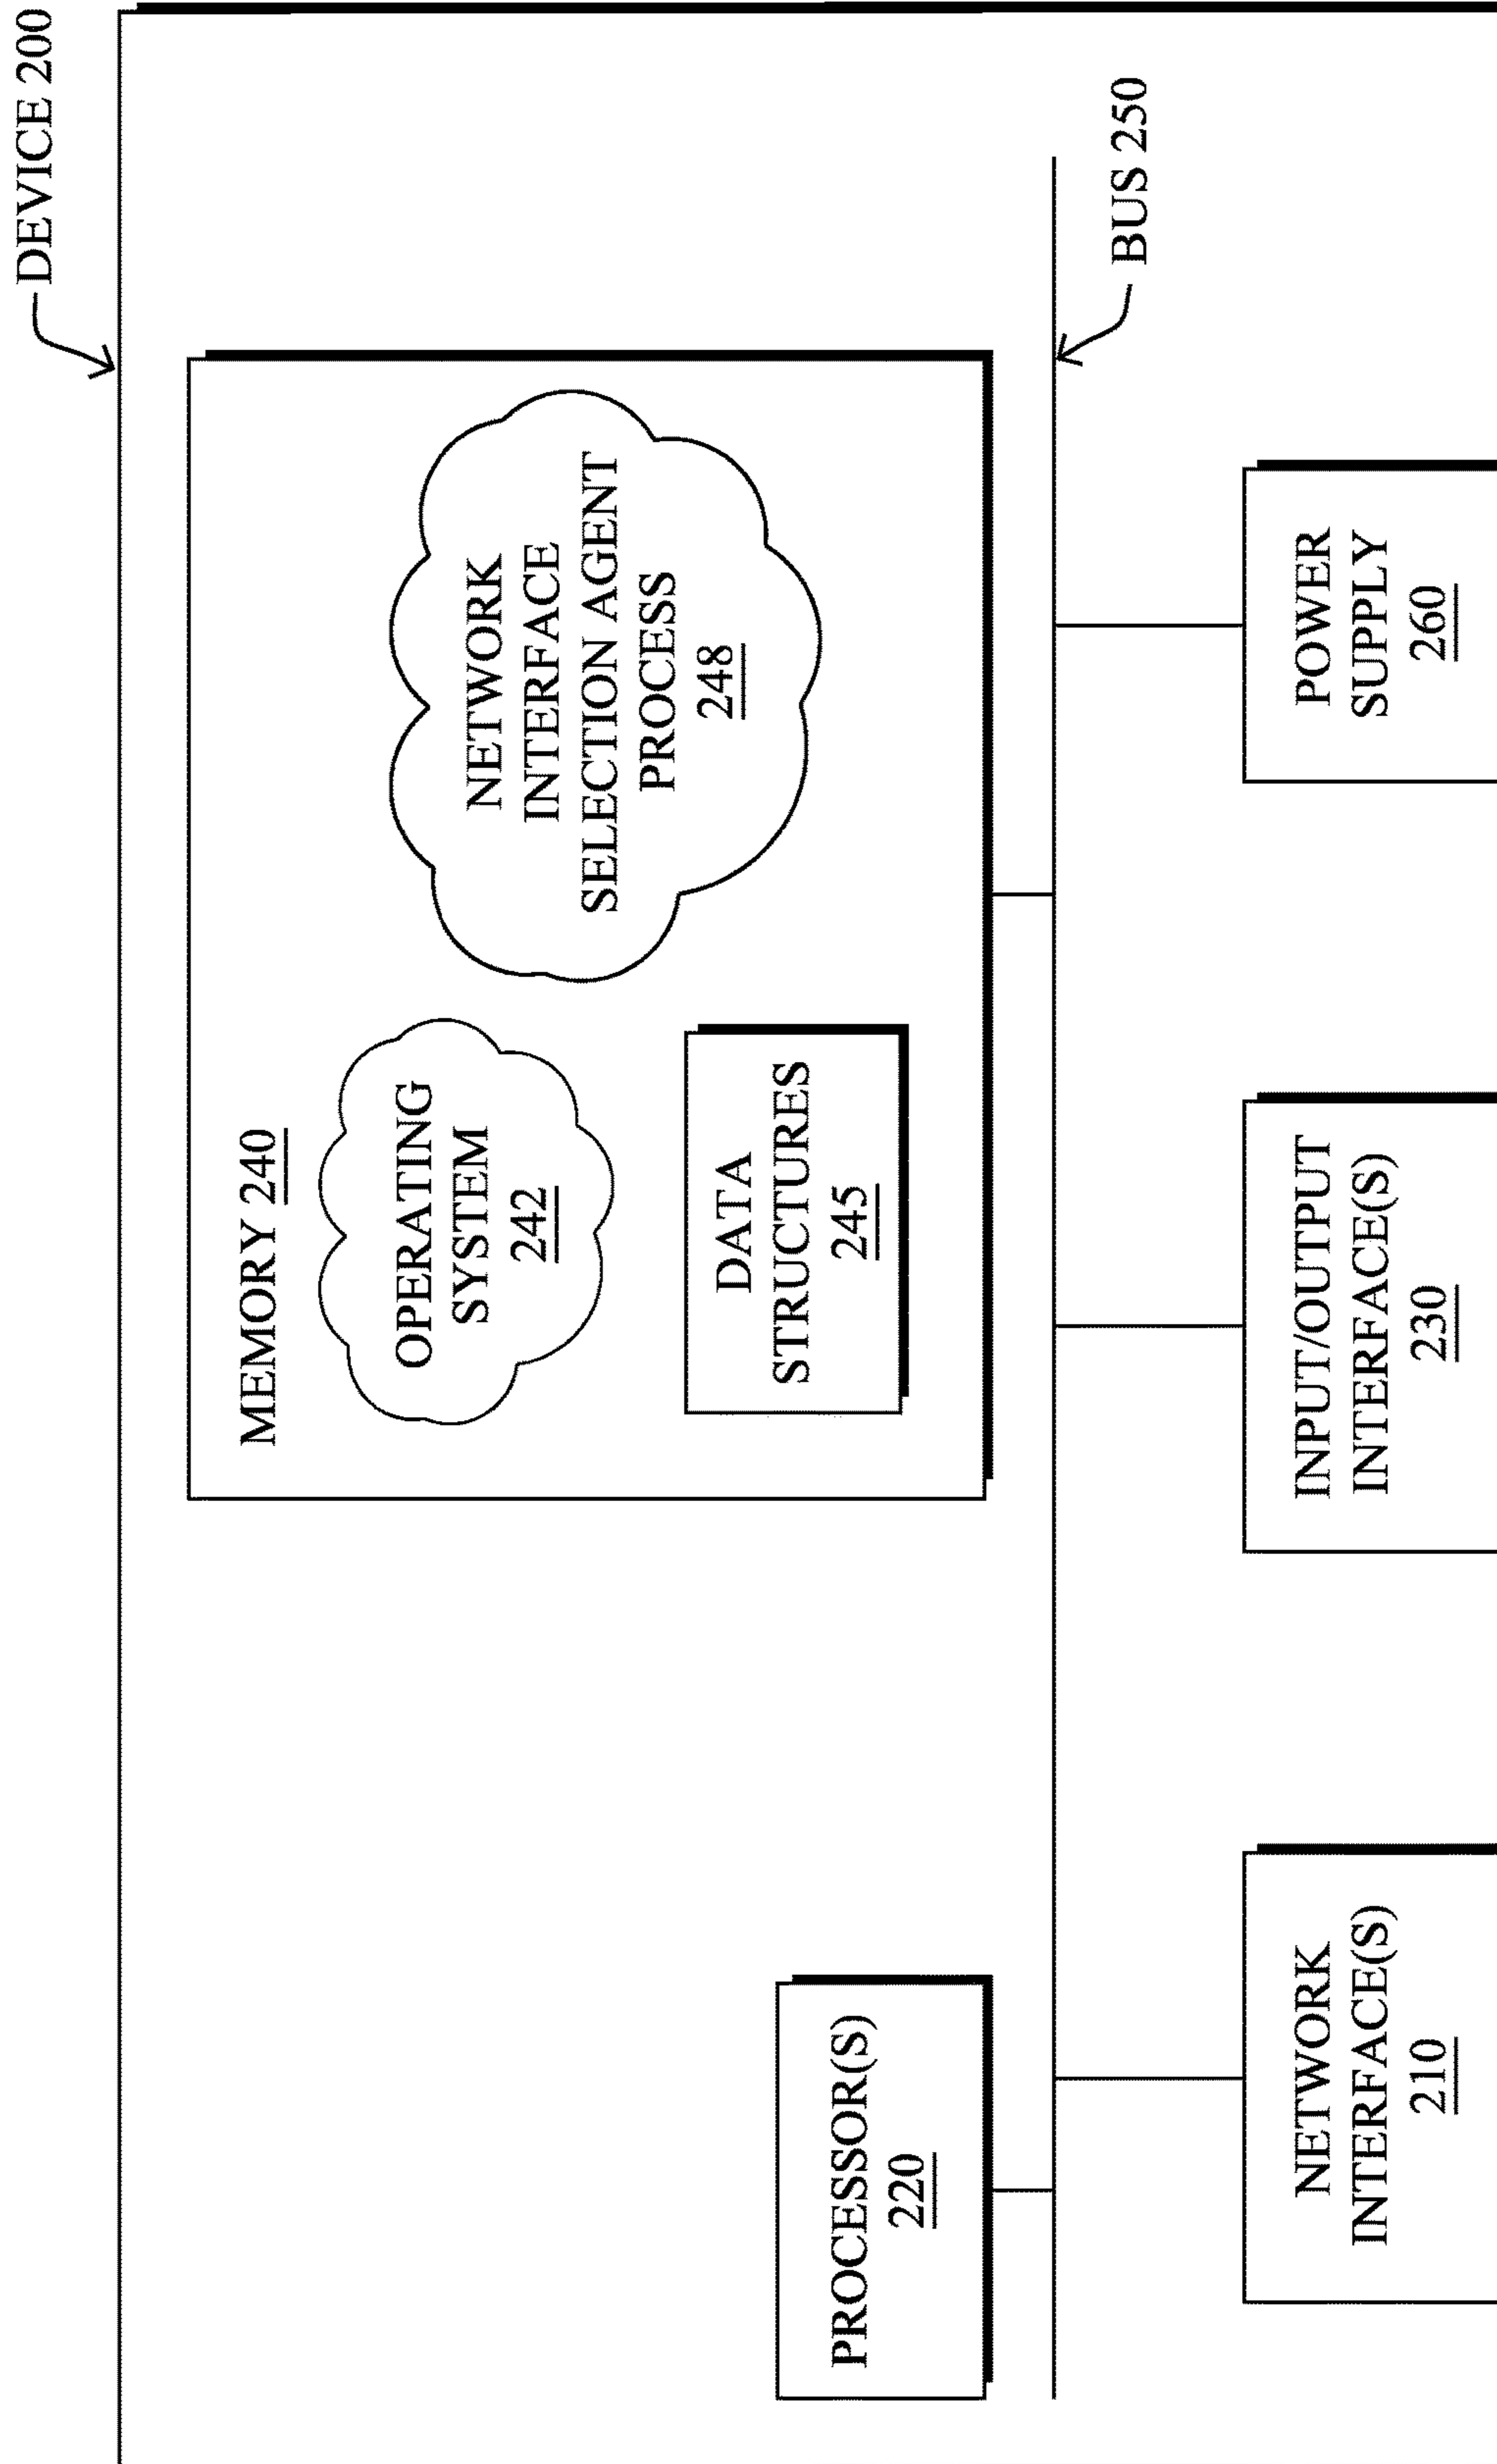 DEVICE 200
MEMORY 240
OPERATING
SYSTEM
242
DATA
STRUCTURES
245
NETWORK
INTERFACE
SELECTION AGENT
PROCESS
248
PROCESSOR(S)
220
BUS 250
NETWORK
INTERFACE(S)
210
INPUT/OUTPUT
INTERFACE(S)
230
POWER
SUPPLY
260